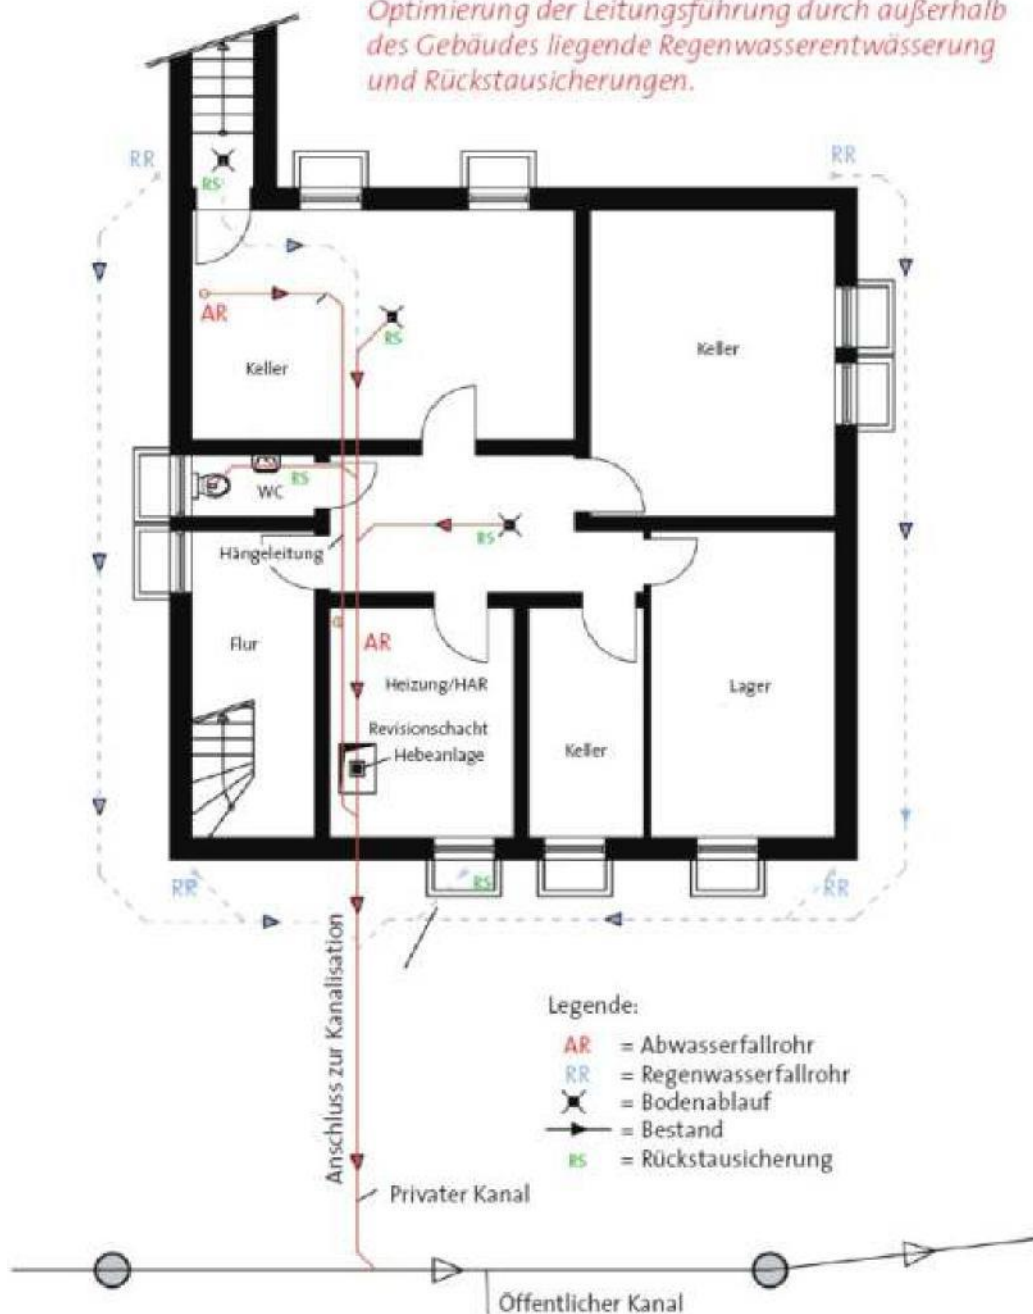 Optimierung der Leitungsführung durch außerhalb
des Gebäudes liegende Regenwasserentwässerung
und Rückstausicherungen.
RR
RR
RS
AR
RS
Keller
Keller
RS
WC
RS
Hängeleitung
Flur
AR
Heizung/HAR
Lager
Revisionschacht
Hebeanlage
Keller
RR
RS
RR
Anschluss zur Kanalisation
Legende:
AR = Abwasserfallrohr
RR = Regenwasserfallrohr
= Bodenablauf
= Bestand
RS = Rückstausicherung
Privater Kanal
Öffentlicher Kanal